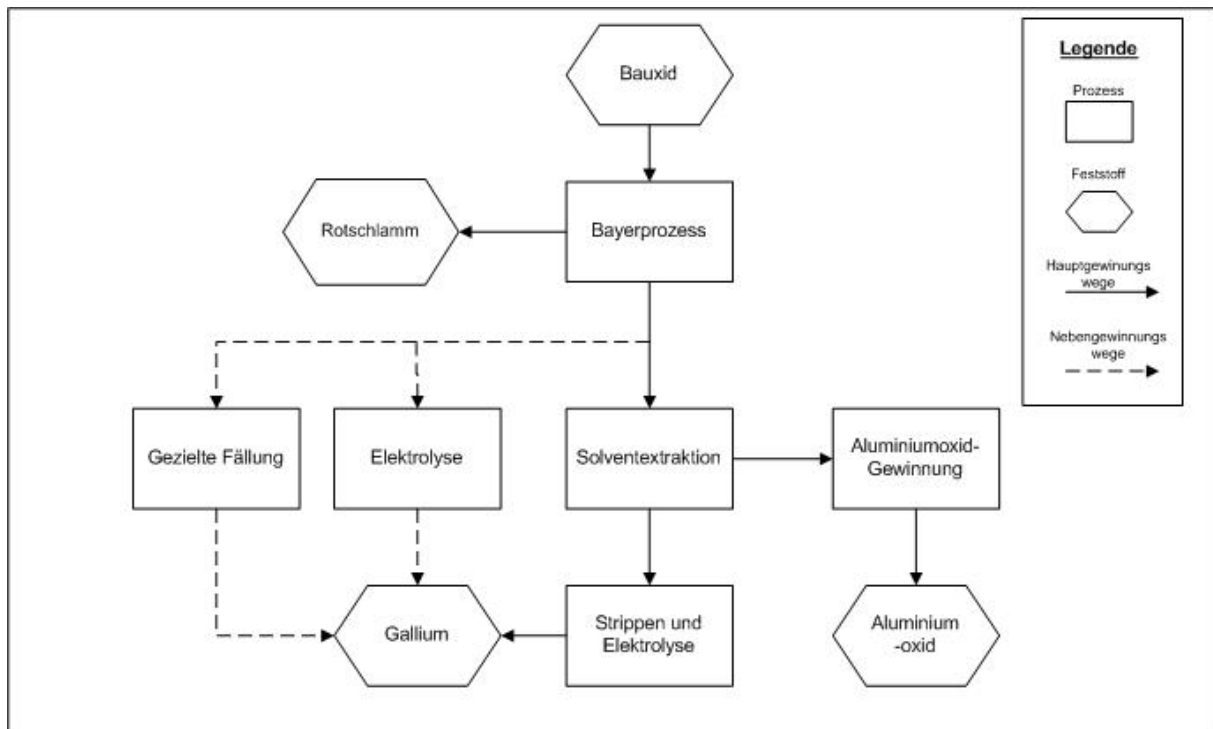 Bauxid
Rotschlamm
Bayerprozess
Gezielte Fällung
Elektrolyse
Solventextraktion
Aluminiumoxid-
Gewinnung
Gallium
Strippen und
Elektrolyse
Aluminium
-oxid
Legende
Prozess
Feststoff
Hauptgewinungs
wege
Nebengewinnungs
wege